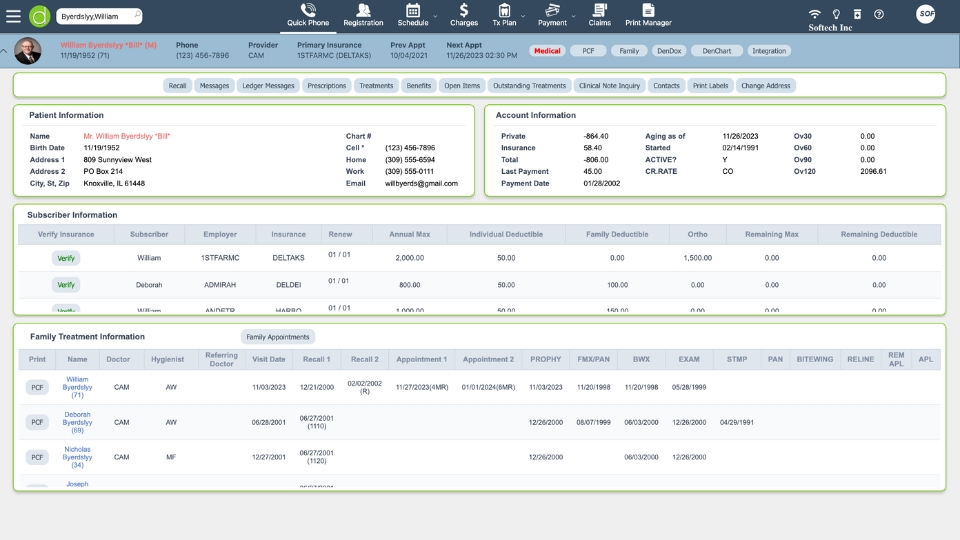 Byerdslyy,William
Quick Phone Registration Schedule Charges Tx Plan Payment Claims Print Manager
SOF
Softech Inc
William Byerdslyy "Bill" (M) Phone Provider Primary Insurance Prev Appt Next Appt
11/19/1952 (71) (123) 456-7896 CAM 1STFARMC (DELTAKS) 10/04/2021 11/26/2023 02:30 PM
Medical PCF Family DenDox DenChart Integration
Recall Messages Ledger Messages Prescriptions Treatments Benefits Open Items Outstanding Treatments Clinical Note Inquiry Contacts Print Labels Change Address
Patient Information
Name Mr. William Byerdslyy "Bill" Chart #
Birth Date 11/19/1952 Cell * (123) 456-7896
Address 1 809 Sunnyview West Home (309) 555-6594
Address 2 PO Box 214 Work (309) 555-0111
City, St, Zip Knoxville, IL 61448 Email willbyerds@gmail.com
Account Information
Private -864.40 Aging as of 11/26/2023 Ov30 0.00
Insurance 58.40 Started 02/14/1991 Ov60 0.00
Total -806.00 ACTIVE? Y Ov90 0.00
Last Payment 45.00 CR.RATE CO Ov120 2096.61
Payment Date 01/28/2002
Subscriber Information
Verify Insurance Subscriber Employer Insurance Renew Annual Max Individual Deductible Family Deductible Ortho Remaining Max Remaining Deductible
Verify William 1STFARMC DELTAKS 01 / 01 2,000.00 50.00 0.00 1,500.00 0.00 0.00
Verify Deborah ADMIRAH DELDEI 01 / 01 800.00 50.00 100.00 0.00 0.00 0.00
Verify William ANDETR HARBO 01 / 01 1,000.00 50.00 150.00 0.00 0.00 0.00
Family Treatment Information Family Appointments
Print Name Doctor Hygienist Referring Doctor Visit Date Recall 1 Recall 2 Appointment 1 Appointment 2 PROPHY FMX/PAN BWX EXAM STMP PAN BITEWING RELINE REM APL APL
PCF William Byerdslyy (71) CAM AW 11/03/2023 12/21/2000 02/02/2002 (R) 11/27/2023(4MR) 01/01/2024(6MR) 11/03/2023 11/20/1998 11/20/1998 05/28/1999
PCF Deborah Byerdslyy (69) CAM AW 06/28/2001 06/27/2001 (1110) 12/26/2000 08/07/1999 06/03/2000 12/26/2000 04/29/1991
PCF Nicholas Byerdslyy (34) CAM MF 12/27/2001 06/27/2001 (1120) 12/26/2000 06/03/2000 12/26/2000
Joseph